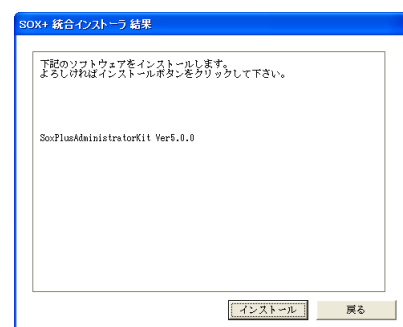 SOX+ 統合インストーラ 結果
下記のソフトウェアをインストールします。
よろしければインストールボタンをクリックして下さい。
SoxPlusAdministratorKit Ver5.0.0
インストール
戻る